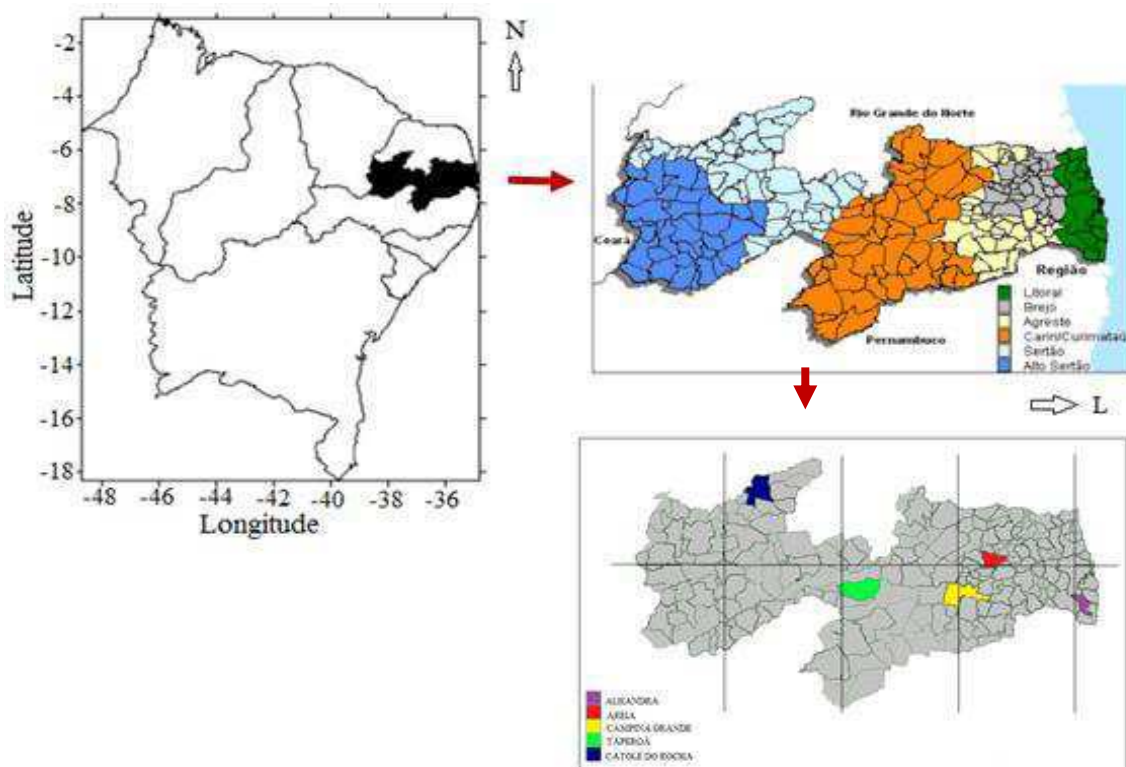 N
-2
-4
-6
-8
-10
-12
-14
-16
-18
Latitude
-48 -46 -44 -42 -40 -38 -36
Longitude
Rio Grande do Norte
Ceará
Pernambuco
Região
Litoral
Brejo
Agreste
Cariri/Curimataú
Sertão
Alto Sertão
L
ALHANDRA
AREIA
CAMPINA GRANDE
TAPEROÁ
CATOLÉ DO ROCHA